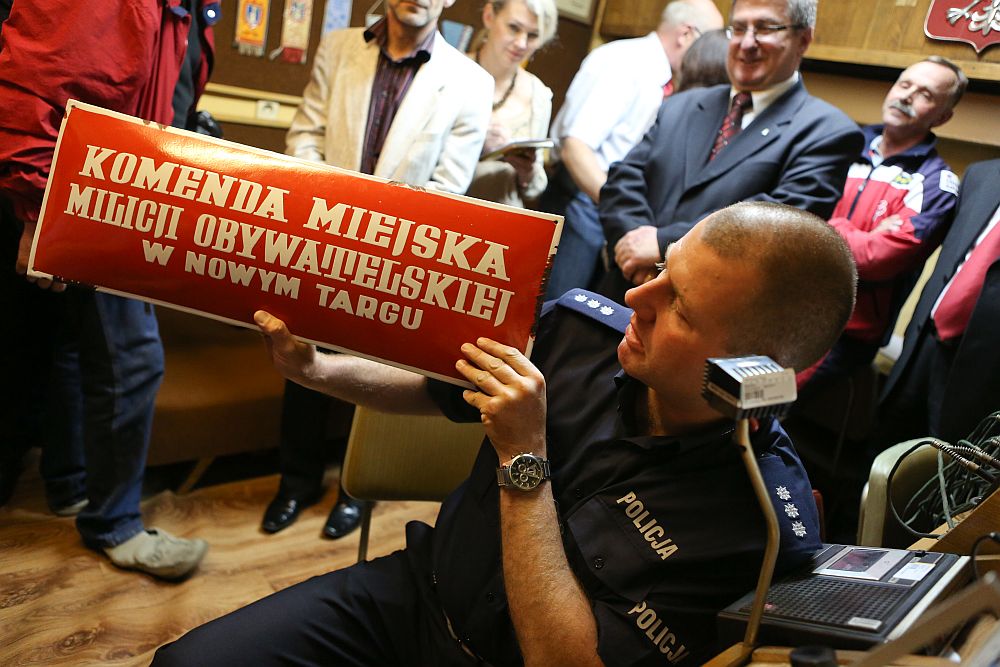 KOMENDA MIEJSKA
MILICJI OBYWATELSKIEJ
W NOWYM TARGU
POLICJA
POLICJA